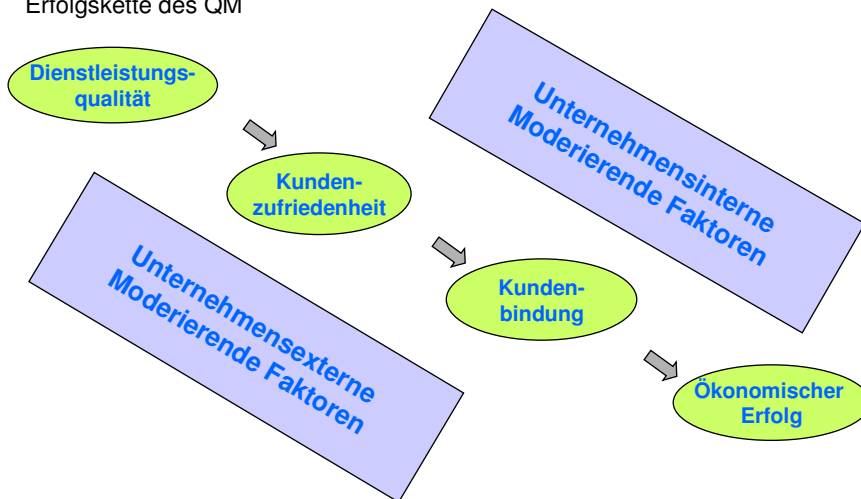 Erfolgskette des QM
Dienstleistungs-
qualität
Unternehmensinterne
Moderierende Faktoren
Kunden-
zufriedenheit
Unternehmensexterne
Moderierende Faktoren
Kunden-
bindung
Ökonomischer
Erfolg